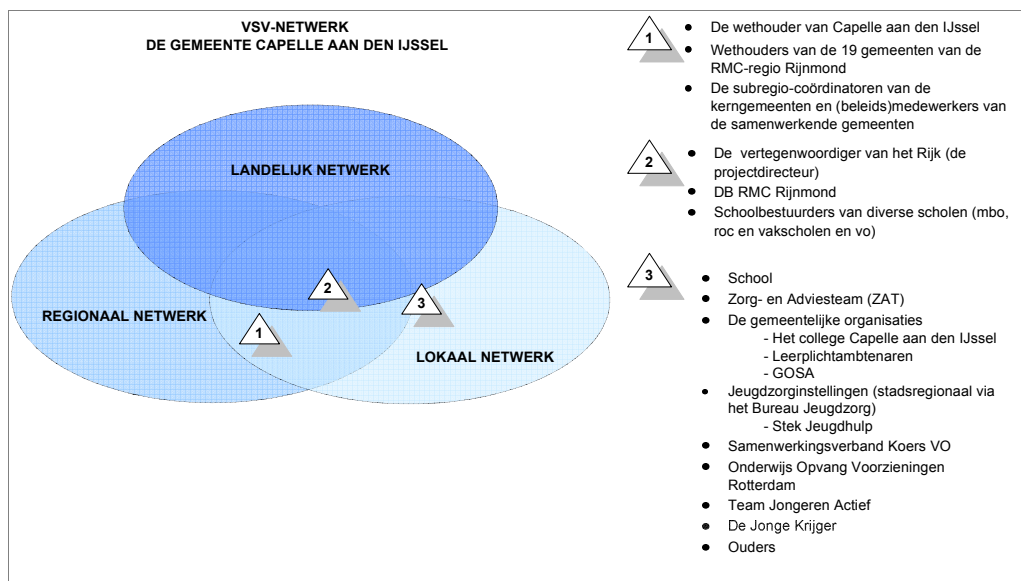 VSV-NETWERK
DE GEMEENTE CAPELLE AAN DEN IJSSEL
LANDELIJK NETWERK
REGIONAAL NETWERK
LOKAAL NETWERK
1
2
3
1
• De wethouder van Capelle aan den IJssel
• Wethouders van de 19 gemeenten van de
RMC-regio Rijnmond
• De subregio-coördinatoren van de
kerngemeenten en (beleids)medewerkers van
de samenwerkende gemeenten
2
• De vertegenwoordiger van het Rijk (de
projectdirecteur)
• DB RMC Rijnmond
• Schoolbestuurders van diverse scholen (mbo,
roc en vakscholen en vo)
3
• School
• Zorg- en Adviesteam (ZAT)
• De gemeentelijke organisaties
- Het college Capelle aan den IJssel
- Leerplichtambtenaren
- GOSA
• Jeugdzorginstellingen (stadsregionaal via
het Bureau Jeugdzorg)
- Stek Jeugdhulp
• Samenwerkingsverband Koers VO
• Onderwijs Opvang Voorzieningen
Rotterdam
• Team Jongeren Actief
• De Jonge Krijger
• Ouders